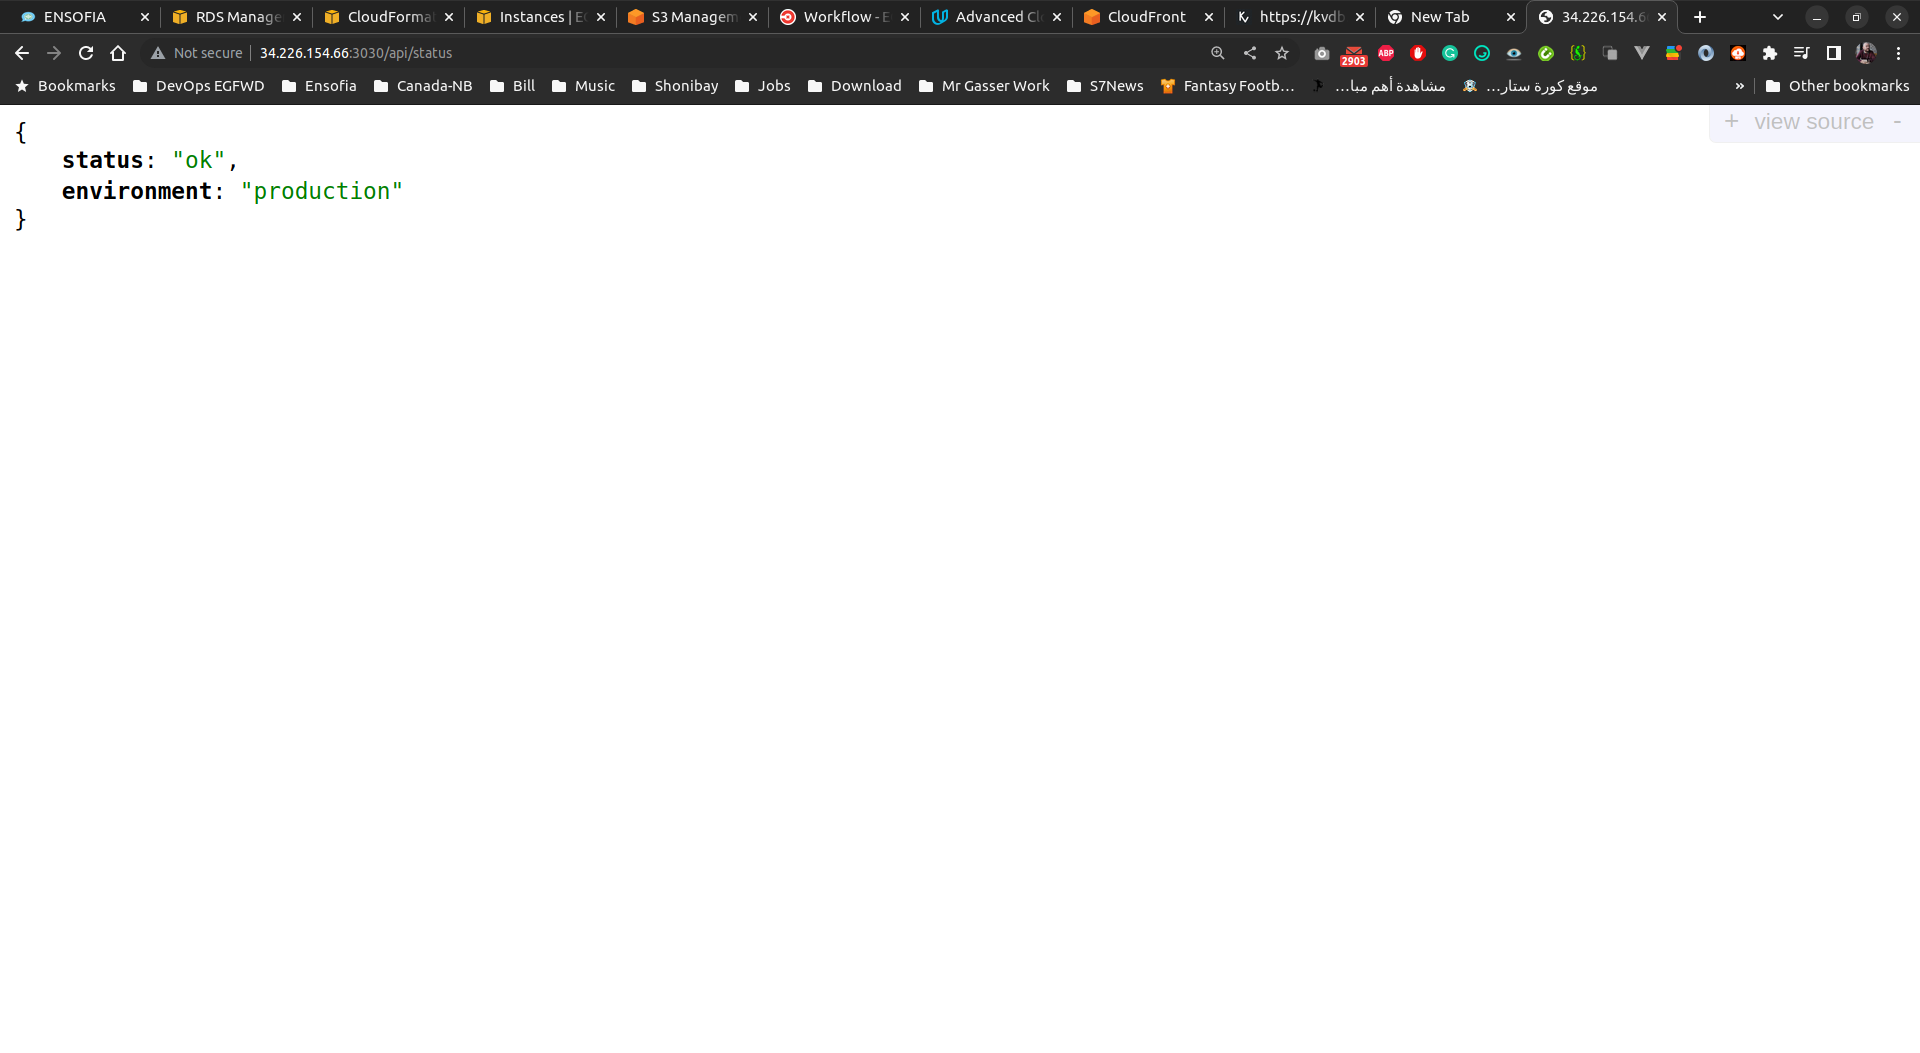 ENSOFIA
RDS Manage
CloudForma
Instances | EC
S3 Managem
Workflow - E
Advanced Cl
CloudFront
https://kvdb
New Tab
34.226.154.6
Not secure
34.226.154.66:3030/api/status
2903
ABP
Bookmarks
DevOps EGFWD
Ensofia
Canada-NB
Bill
Music
Shonibay
Jobs
Download
Mr Gasser Work
S7News
Fantasy Footb...
مشاهدة أهم مبا...
موقع كورة ستار...
»
Other bookmarks
+ view source -
{
status: "ok",
environment: "production"
}